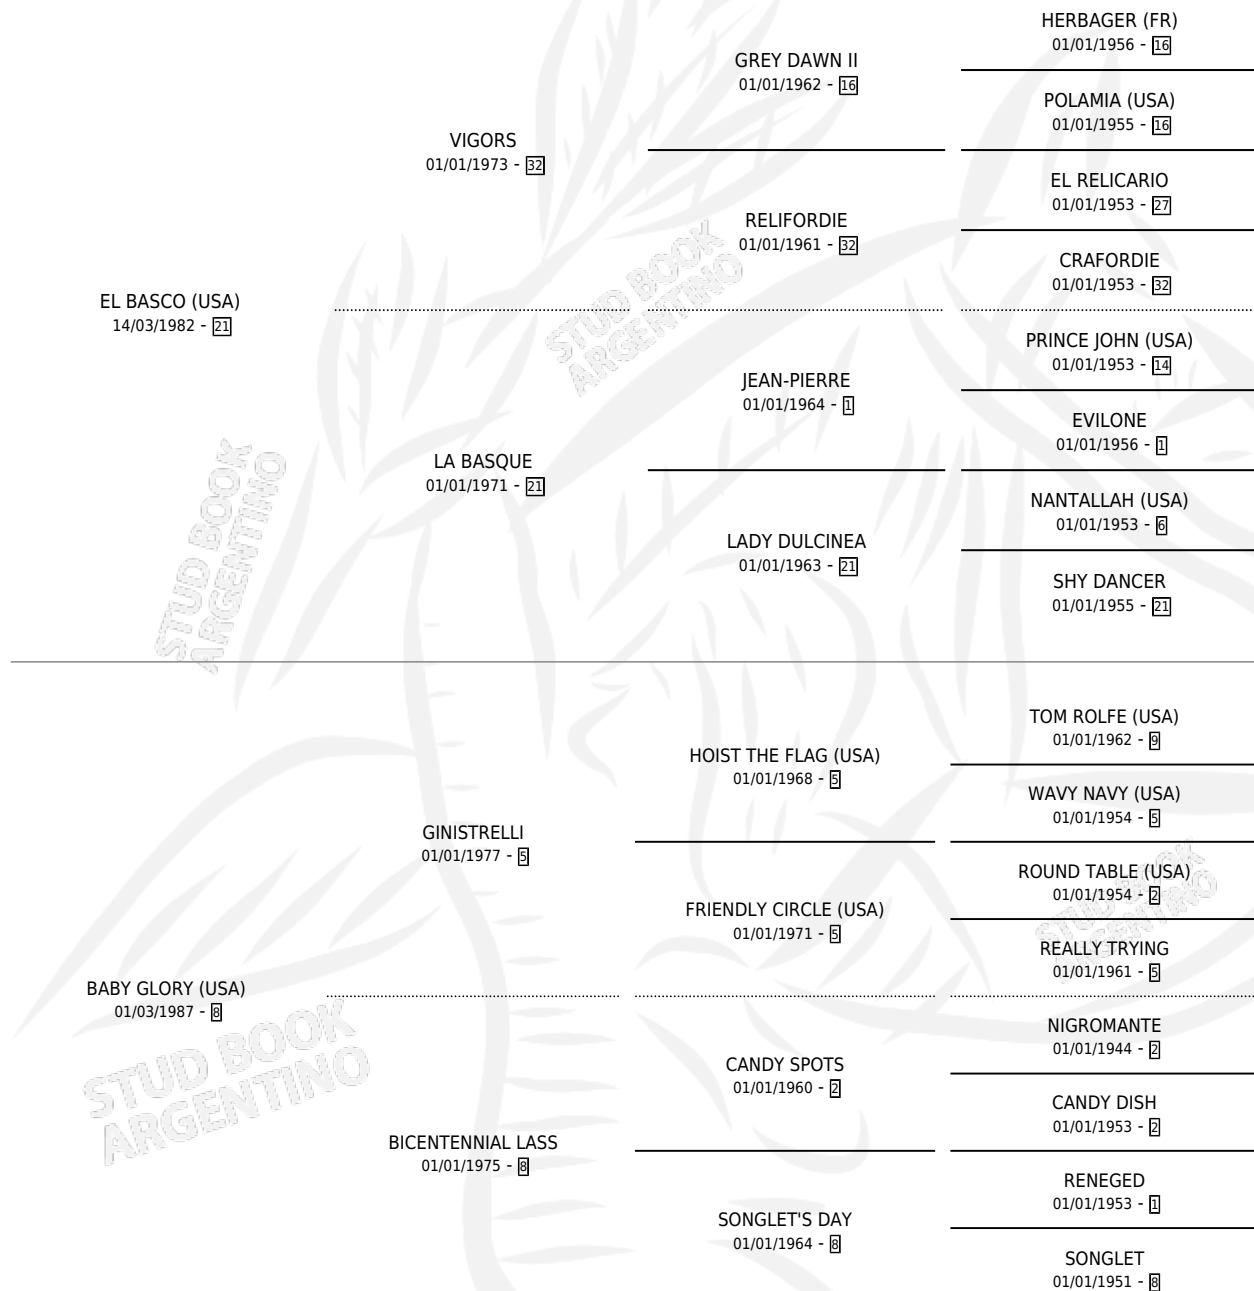 HERBAGER (FR)
01/01/1956 - 16
GREY DAWN II
01/01/1962 - 16
POLAMIA (USA)
01/01/1955 - 16
VIGORS
01/01/1973 - 32
EL RELICARIO
01/01/1953 - 27
RELIFORDIE
01/01/1961 - 32
CRAFORDIE
01/01/1953 - 32
EL BASCO (USA)
14/03/1982 - 21
PRINCE JOHN (USA)
01/01/1953 - 14
JEAN-PIERRE
01/01/1964 - 1
EVILONE
01/01/1956 - 1
LA BASQUE
01/01/1971 - 21
NANTALLAH (USA)
01/01/1953 - 6
LADY DULCINEA
01/01/1963 - 21
SHY DANCER
01/01/1955 - 21
STUD BOOK
ARGENTINO
STUD BOOK
ARGENTINO
TOM ROLFE (USA)
01/01/1962 - 9
HOIST THE FLAG (USA)
01/01/1968 - 5
WAVY NAVY (USA)
01/01/1954 - 5
GINISTRELLI
01/01/1977 - 5
ROUND TABLE (USA)
01/01/1954 - 2
FRIENDLY CIRCLE (USA)
01/01/1971 - 5
REALLY TRYING
01/01/1961 - 5
STUD BOOK
ARGENTINO
BABY GLORY (USA)
01/03/1987 - 8
NIGROMANTE
01/01/1944 - 2
CANDY SPOTS
01/01/1960 - 2
CANDY DISH
01/01/1953 - 2
BICENTENNIAL LASS
01/01/1975 - 8
RENEGED
01/01/1953 - 1
SONGLET'S DAY
01/01/1964 - 8
SONGLET
01/01/1951 - 8
STUD BOOK
ARGENTINO